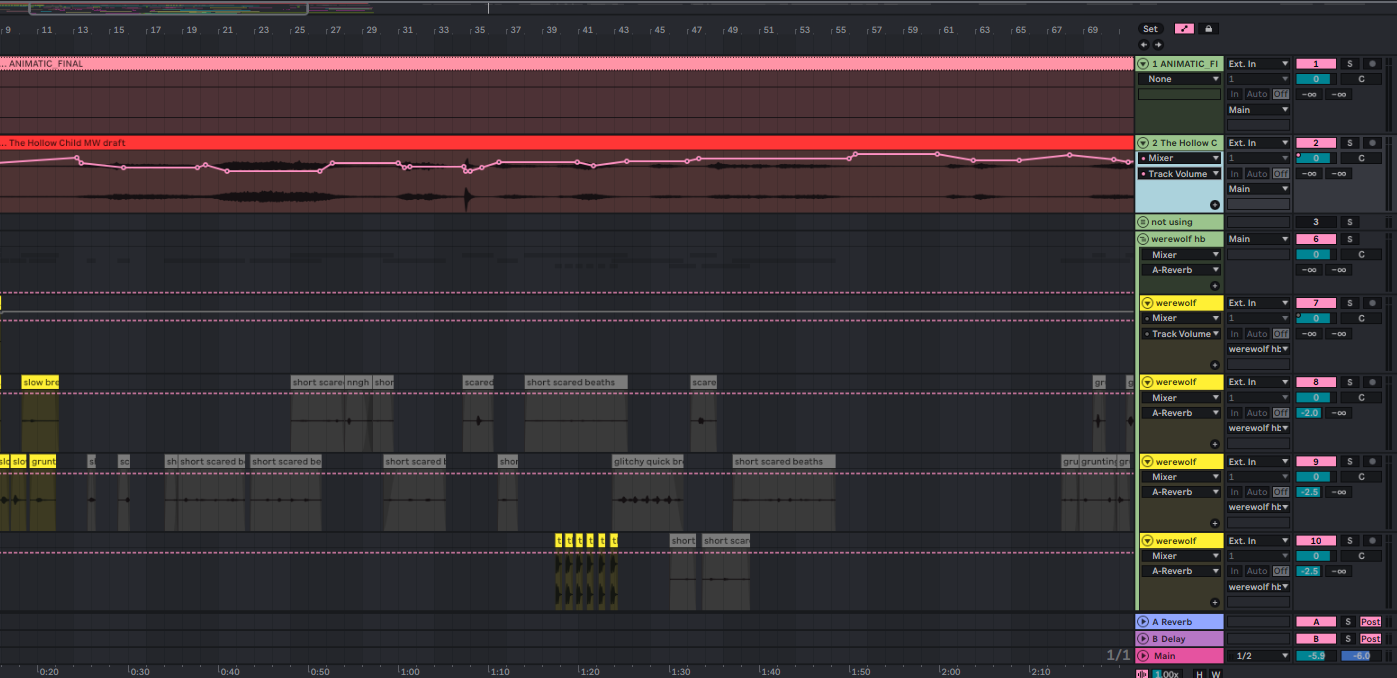 9 11 13 15 17 19 21 23 25 27 29 31 33 35 37 39 41 43 45 47 49 51 53 55 57 59 61 63 65 67 69 Set
... ANIMATIC_FINAL 1 ANIMATIC_FI Ext. In 1 S
None 1 0 C
In Auto Off -∞ -∞
Main
... The Hollow Child MW draft 2 The Hollow C Ext. In 2 S
Mixer 1 0 C
Track Volume In Auto Off -∞ -∞
Main
not using 3 S
werewolf hb Main 6 S
Mixer 0 C
A-Reverb -∞ -∞
werewolf Ext. In 7 S
Mixer 1 0 C
Track Volume In Auto Off -∞ -∞
werewolf hb
slow bre short scared nngh shor scared short scared beaths scare gr g werewolf Ext. In 8 S
Mixer 1 0 C
A-Reverb In Auto Off -2.0 -∞
werewolf hb
slo slo grunt s sc sh short scared b short scared be short scared shor glitchy quick br short scared beaths gru grunting gr werewolf Ext. In 9 S
Mixer 1 0 C
A-Reverb In Auto Off -2.5 -∞
werewolf hb
t t t t t t short short scar werewolf Ext. In 10 S
Mixer 1 0 C
A-Reverb In Auto Off -2.5 -∞
werewolf hb
A Reverb A S Post
B Delay B S Post
1/1 Main 1/2 -5.9 -6.0
0:20 0:30 0:40 0:50 1:00 1:10 1:20 1:30 1:40 1:50 2:00 2:10 1.00x H W